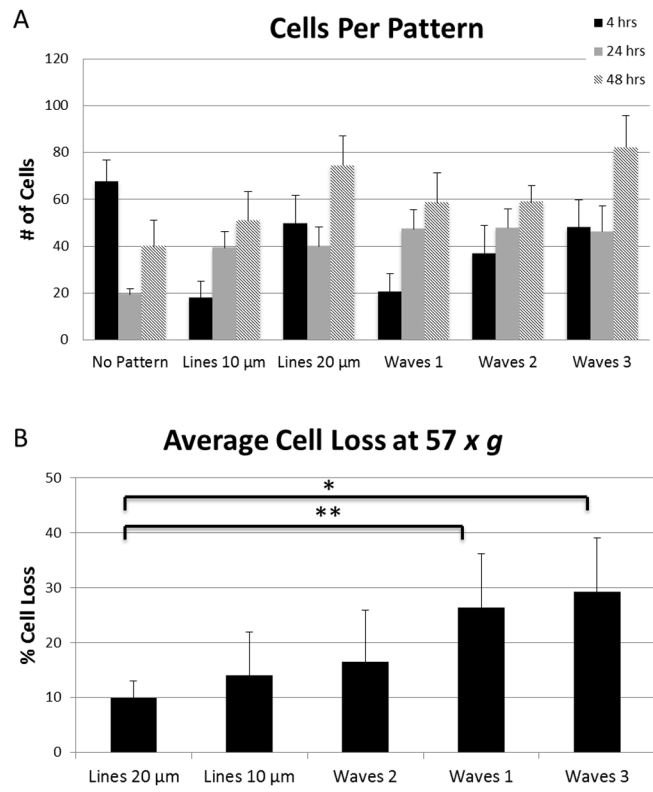 A
Cells Per Pattern
4 hrs
24 hrs
48 hrs
# of Cells
120
100
80
60
40
20
0
No Pattern Lines 10 µm Lines 20 µm Waves 1 Waves 2 Waves 3
B
Average Cell Loss at 57 x g
% Cell Loss
50
40
30
20
10
0
*
**
Lines 20 µm Lines 10 µm Waves 2 Waves 1 Waves 3